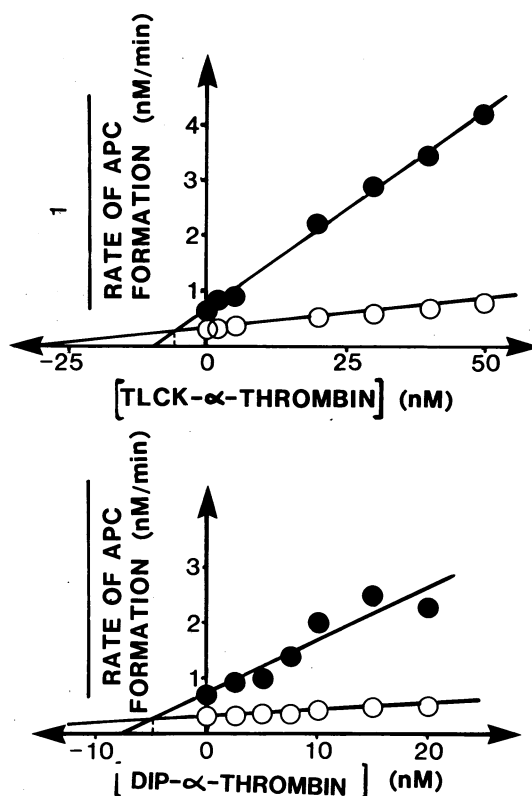 1
RATE OF APC
FORMATION (nM/min)
4
3
2
1
-25
0
25
50
[TLCK-α-THROMBIN] (nM)
RATE OF APC
FORMATION (nM/min)
3
2
1
-10
0
10
20
[DIP-α-THROMBIN] (nM)